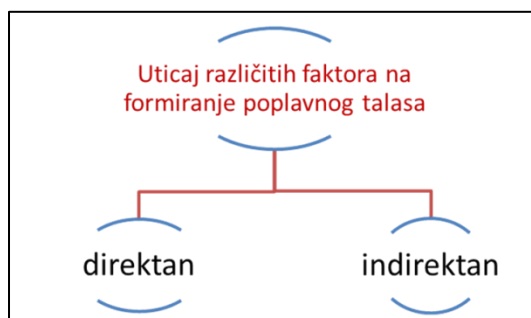 Uticaj različitih faktora na
formiranje poplavnog talasa
direktan
indirektan